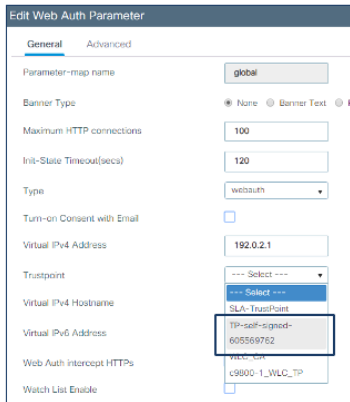 Edit Web Auth Parameter
General Advanced
Parameter-map name global
Banner Type None Banner Text
Maximum HTTP connections 100
Init-State Timeout(secs) 120
Type webauth
Turn-on Consent with Email
Virtual IPv4 Address 192.0.2.1
Trustpoint --- Select ---
--- Select ---
SLA-TrustPoint
Virtual IPv4 Hostname
TP-self-signed-
605569762
Virtual IPv6 Address
WLC_CA
Web Auth intercept HTTPs
c9800-1_WLC_TP
Watch List Enable